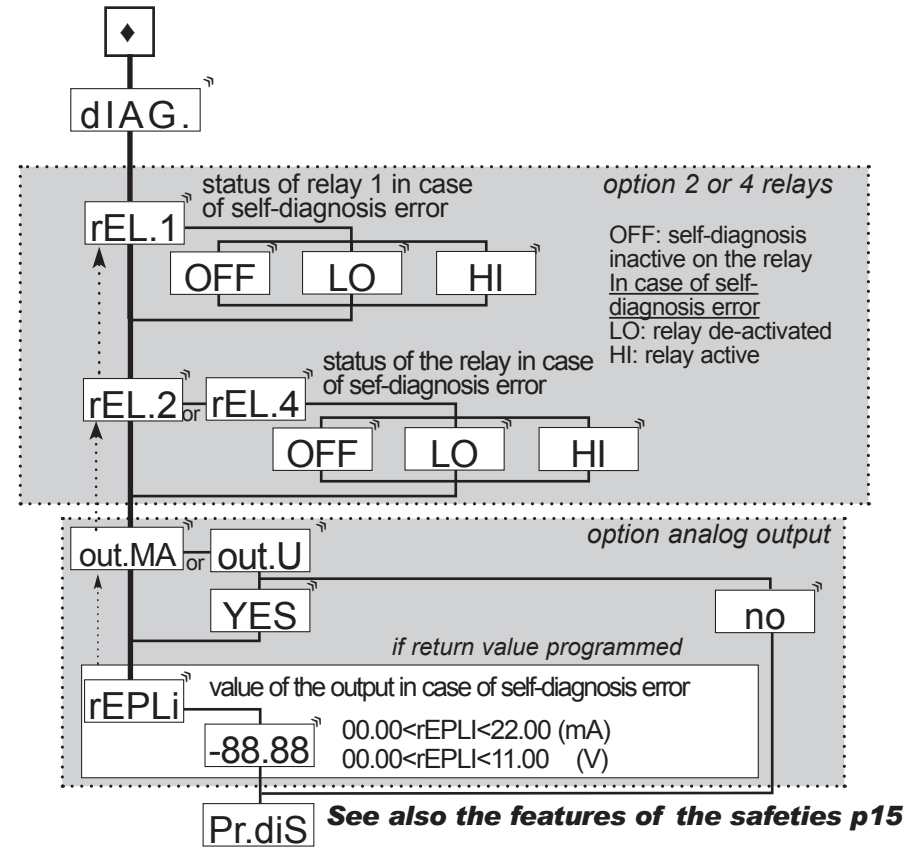 ♦
dIAG.
status of relay 1 in case
of self-diagnosis error
option 2 or 4 relays
rEL.1
OFF LO HI
OFF: self-diagnosis
inactive on the relay
In case of self-
diagnosis error
LO: relay de-activated
HI: relay active
status of the relay in case
of sef-diagnosis error
rEL.2 or rEL.4
OFF LO HI
option analog output
out.MA or out.U
YES no
if return value programmed
rEPLi
value of the output in case of self-diagnosis error
-88.88
00.00<rEPLI<22.00 (mA)
00.00<rEPLI<11.00 (V)
Pr.diS
See also the features of the safeties p15